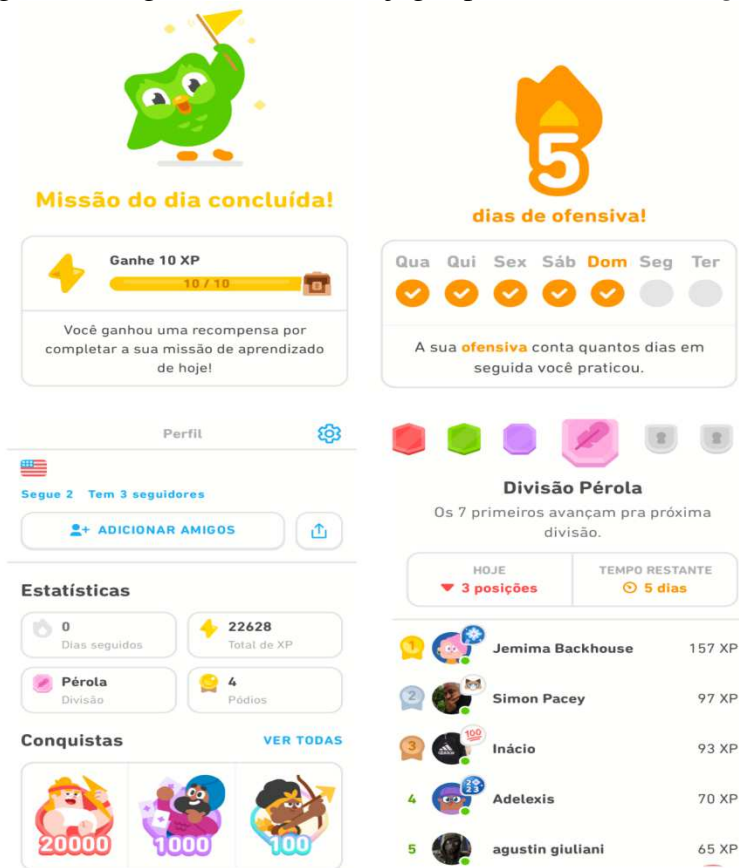 Missão do dia concluída!
Ganhe 10 XP
10 / 10
Você ganhou uma recompensa por
completar a sua missão de aprendizado
de hoje!
5
dias de ofensiva!
Qua Qui Sex Sáb Dom Seg Ter
A sua ofensiva conta quantos dias em
seguida você praticou.
Perfil
Segue 2 Tem 3 seguidores
ADICIONAR AMIGOS
Estatísticas
0
Dias seguidos
22628
Total de XP
Pérola
Divisão
4
Pódios
Conquistas VER TODAS
20000 1000 100
Divisão Pérola
Os 7 primeiros avançam pra próxima
divisão.
HOJE
3 posições
TEMPO RESTANTE
5 dias
1 Jemima Backhouse 157 XP
2 Simon Pacey 97 XP
100
3 Inácio 93 XP
4 Adelexis 70 XP
5 agustin giuliani 65 XP